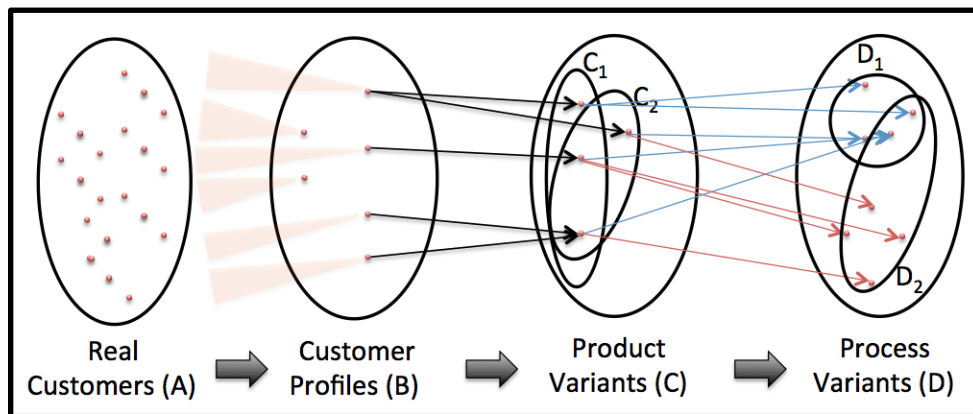 C1
C2
D1
D2
Real
Customers (A)
Customer
Profiles (B)
Product
Variants (C)
Process
Variants (D)